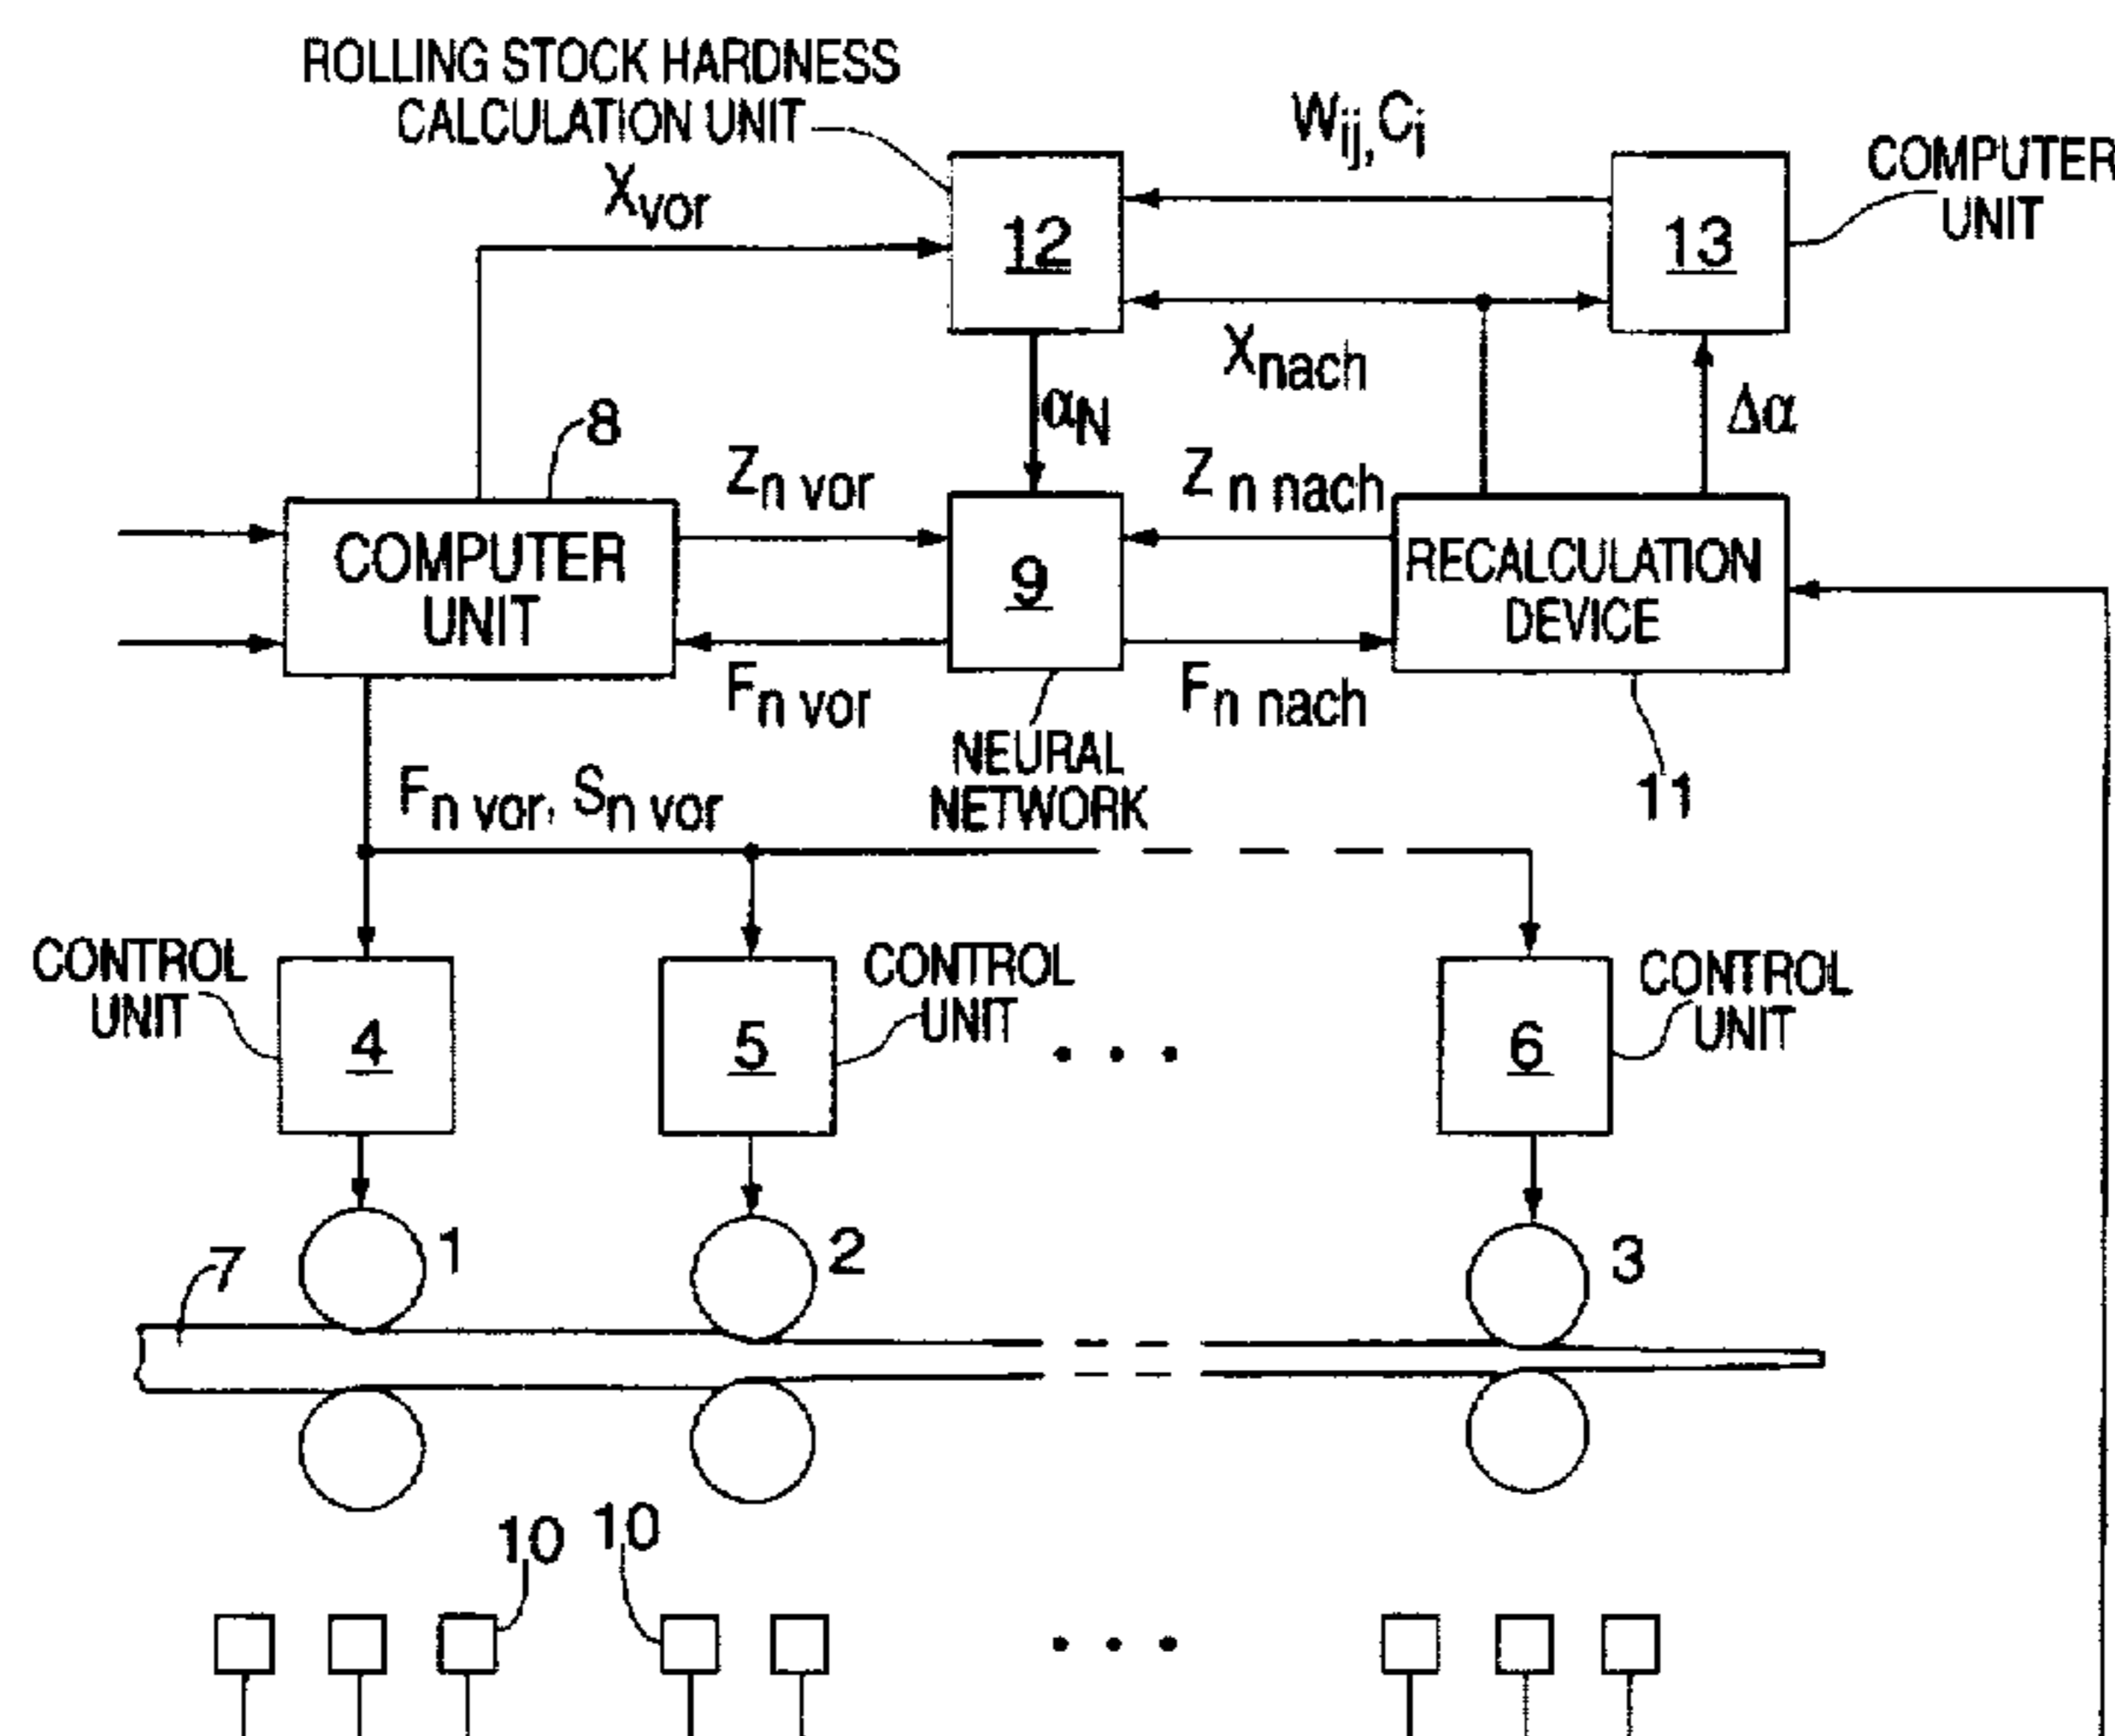 ROLLING STOCK HARDNESS
CALCULATION UNIT
Xvor
Wij, Ci
COMPUTER
UNIT
12
13
Xnach
αN
Δα
8
Zn vor
Z n nach
COMPUTER
UNIT
9
RECALCULATION
DEVICE
Fn vor
Fn nach
NEURAL
NETWORK
11
Fn vor, Sn vor
CONTROL
UNIT
4
5
CONTROL
UNIT
6
CONTROL
UNIT
1
2
3
7
10
10